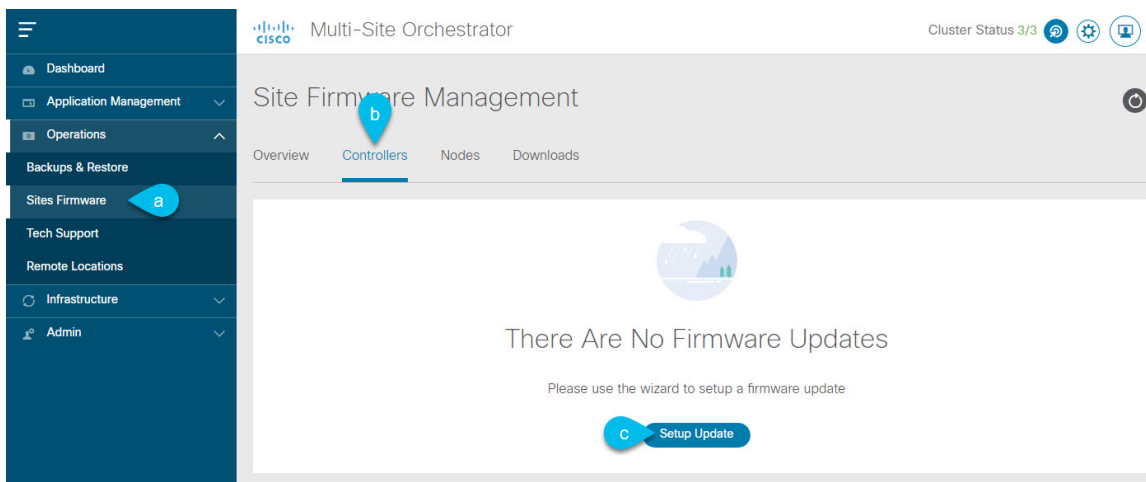 cisco Multi-Site Orchestrator
Cluster Status 3/3
Dashboard
Application Management
Operations
Backups & Restore
Sites Firmware
a
Tech Support
Remote Locations
Infrastructure
Admin
Site Firmware Management
b
Overview Controllers Nodes Downloads
There Are No Firmware Updates
Please use the wizard to setup a firmware update
c Setup Update